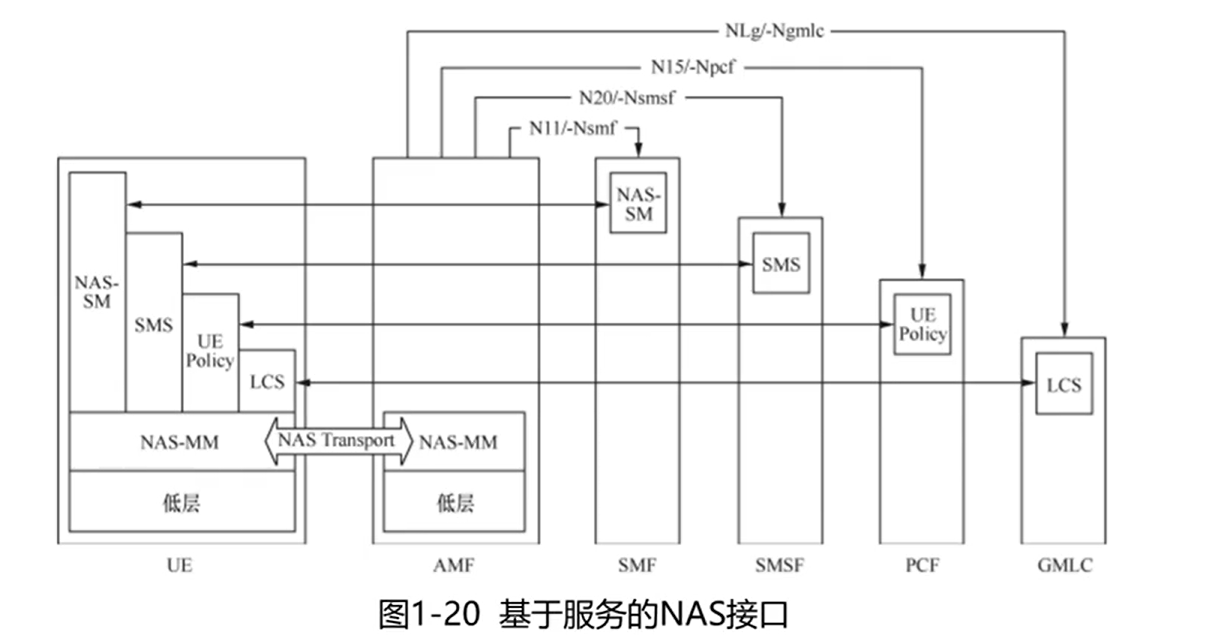 NLg/-Ngmlc
N15/-Npcf
N20/-Nsmsf
N11/-Nsmf
NAS-
SM
SMS
UE
Policy
LCS
NAS-MM
低层
NAS Transport
NAS-MM
低层
NAS-
SM
SMS
UE
Policy
LCS
UE
AMF
SMF
SMSF
PCF
GMLC
图1-20 基于服务的NAS接口